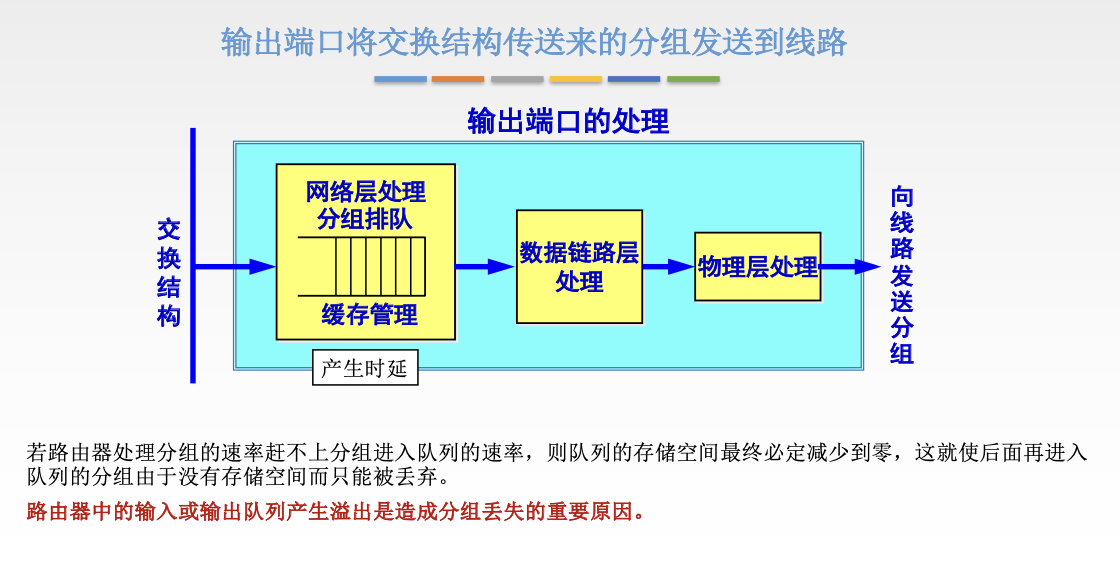 输出端口将交换结构传送来的分组发送到线路
输出端口的处理
交换结构
网络层处理
分组排队
缓存管理
产生时延
数据链路层
处理
物理层处理
向线路发送分组
若路由器处理分组的速率赶不上分组进入队列的速率，则队列的存储空间最终必定减少到零，这就使后面再进入
队列的分组由于没有存储空间而只能被丢弃。
路由器中的输入或输出队列产生溢出是造成分组丢失的重要原因。